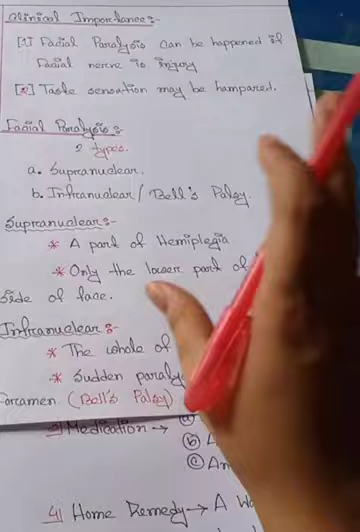 Clinical Importance :-
[1] Facial Paralysis can be happened if
Facial nerve is injury
[2] Taste sensation may be hampared.
Facial Paralysis :-
2 types.
a. Supranuclear.
b. Infranuclear / Bell's Palsy.
Supranuclear :-
* A part of Hemiplegia
* Only the lower part of
side of face.
Infranuclear :-
* The whole of
* Sudden
Foramen (Bell's Palsy)
3) Medication → (a)
(b)
(c) Am
4) Home Remedy → A